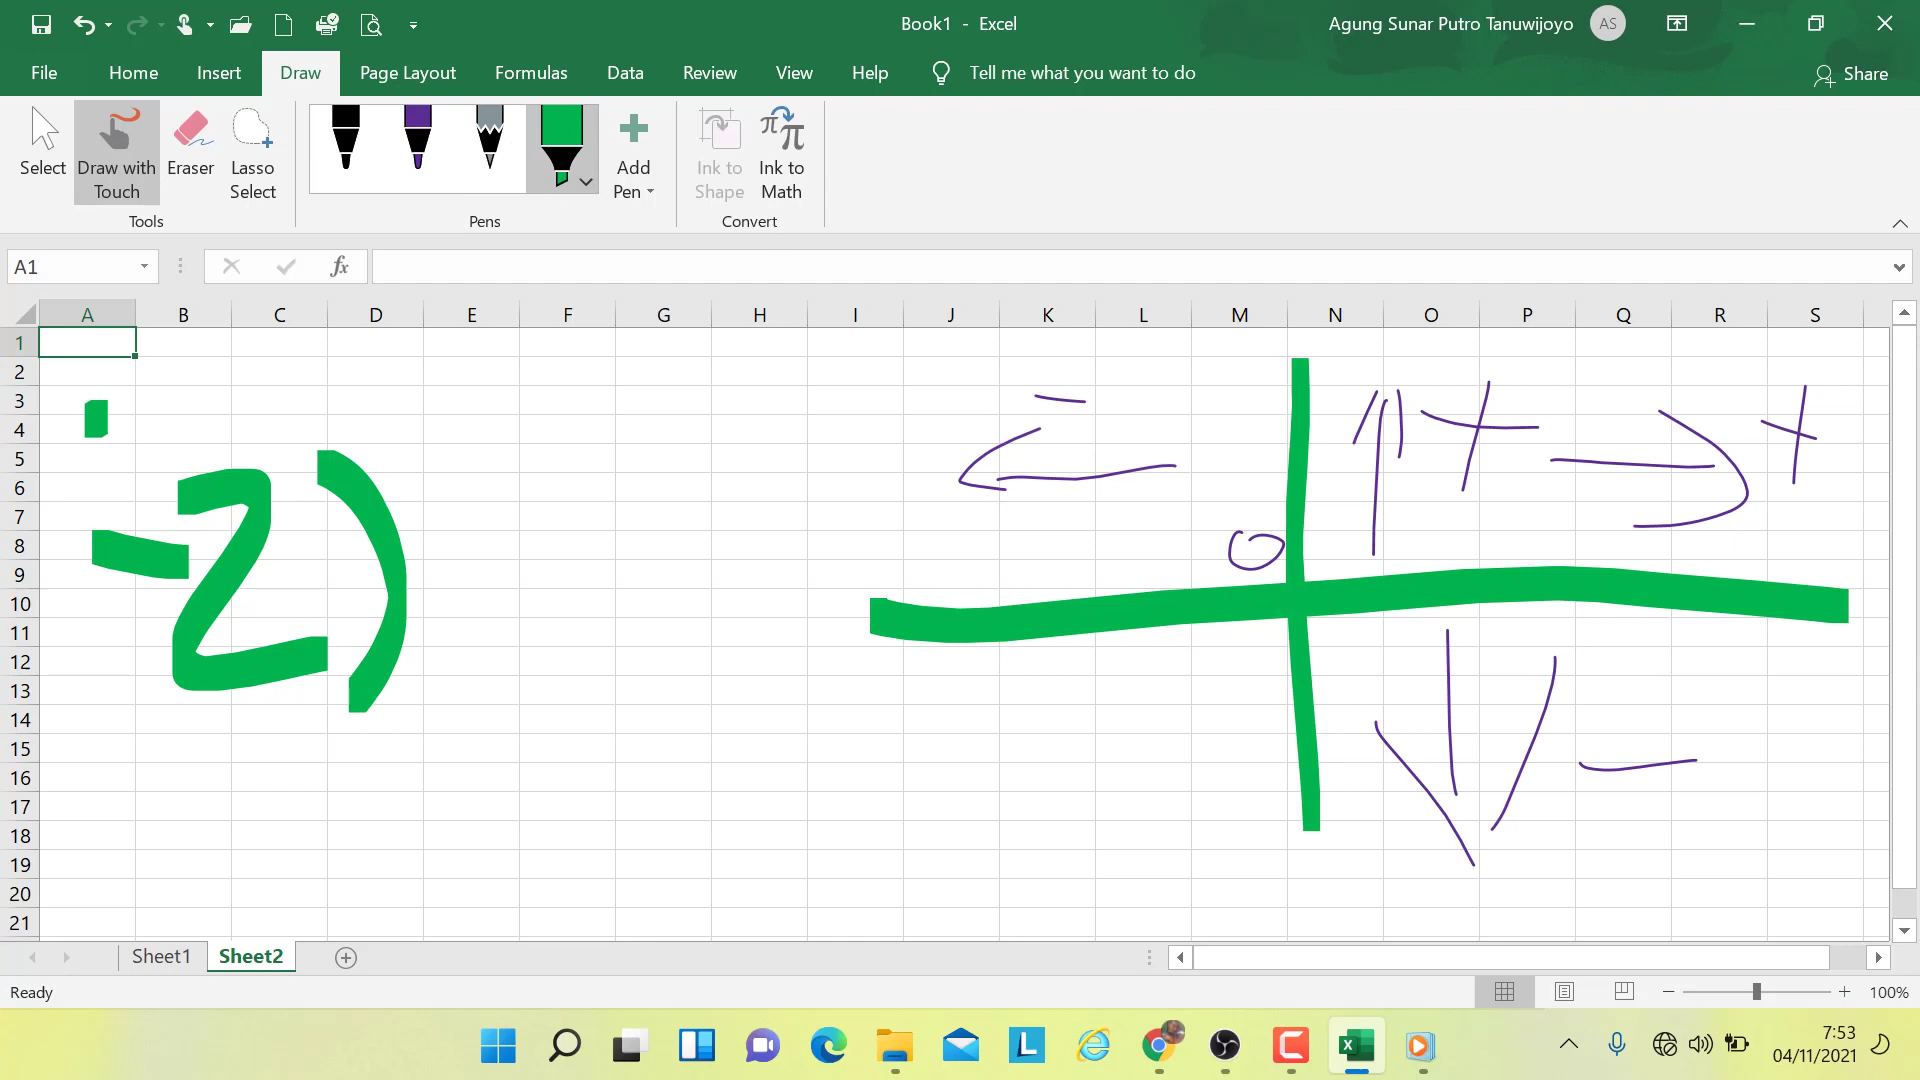 Book1 - Excel
Agung Sunar Putro Tanuwijoyo
AS
File
Home
Insert
Draw
Page Layout
Formulas
Data
Review
View
Help
Tell me what you want to do
Share
Select
Draw with Touch
Eraser
Lasso Select
Tools
Pens
Add Pen
Ink to Shape
Ink to Math
Convert
A1
fx
A B C D E F G H I J K L M N O P Q R S
1
2
3
4
5
6
7
8
9
10
11
12
13
14
15
16
17
18
19
20
21
-2)
-
+
+
0
-
Sheet1
Sheet2
Ready
100%
7:53
04/11/2021